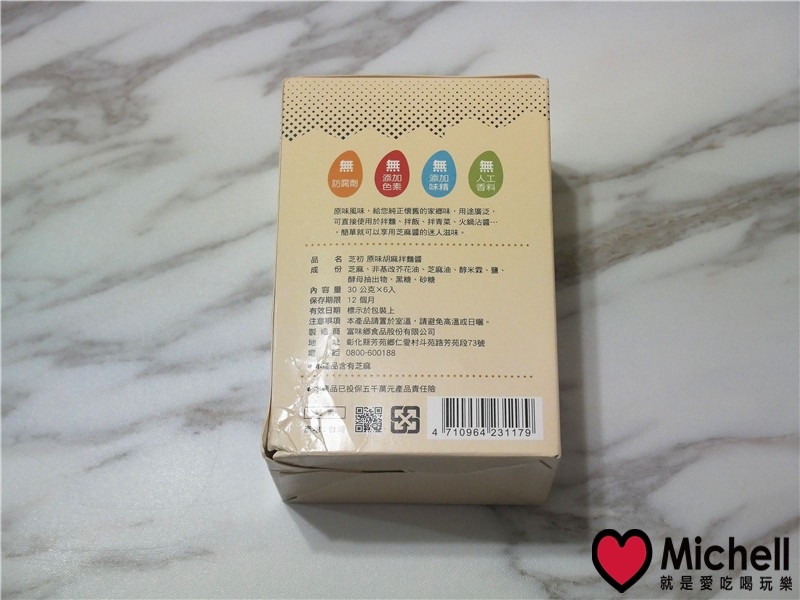 無
防腐劑
無
添加
色素
無
添加
味精
無
人工
香料
原味風味，給您純正懷舊的家鄉味，用途廣泛，
可直接使用於拌麵、拌飯、拌青菜、火鍋沾醬…
，簡單就可以享用芝麻醬的迷人滋味。
品　名　芝初 原味胡麻拌麵醬
成　份　芝麻、非基改芥花油、芝麻油、醇米霖、鹽、
酵母抽出物、黑糖、砂糖
內 容 量　30 公克×6入
保存期限　12 個月
有效日期　標示於包裝上
注意事項　本產品請置於室溫，請避免高溫或日曬。
製 造 商　富味鄉食品股份有限公司
地　址　彰化縣芳苑鄉仁愛村斗苑路芳苑段73號
0800-600188
產品含有芝麻
品已投保五千萬元產品責任險
台灣
4 710964 231179
Michell
就是愛吃喝玩樂